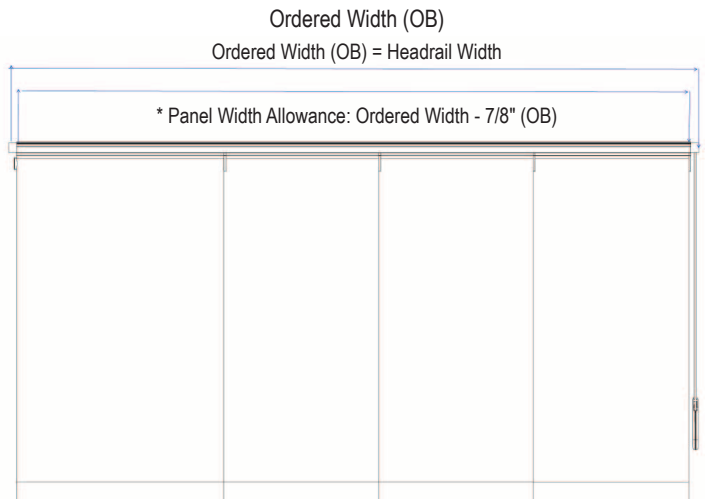 Ordered Width (OB)
Ordered Width (OB) = Headrail Width
* Panel Width Allowance: Ordered Width - 7/8" (OB)